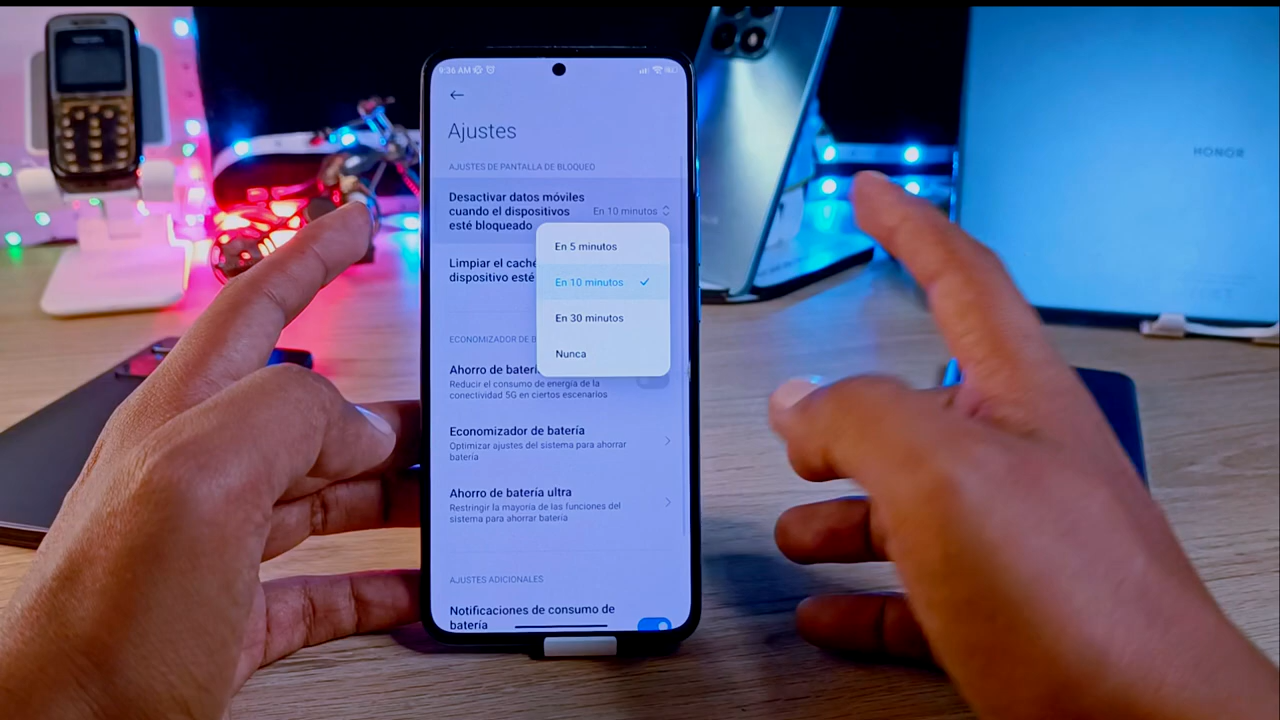 9:36 AM
Ajustes
AJUSTES DE PANTALLA DE BLOQUEO
Desactivar datos móviles
cuando el dispositivos
esté bloqueado
En 10 minutos
En 5 minutos
En 10 minutos
En 30 minutos
Nunca
Limpiar el caché
dispositivo esté
ECONOMIZADOR DE B
Ahorro de baterí
Reducir el consumo de energía de la
conectividad 5G en ciertos escenarios
Economizador de batería
Optimizar ajustes del sistema para ahorrar
batería
Ahorro de batería ultra
Restringir la mayoría de las funciones del
sistema para ahorrar batería
AJUSTES ADICIONALES
Notificaciones de consumo de
batería
HONOR